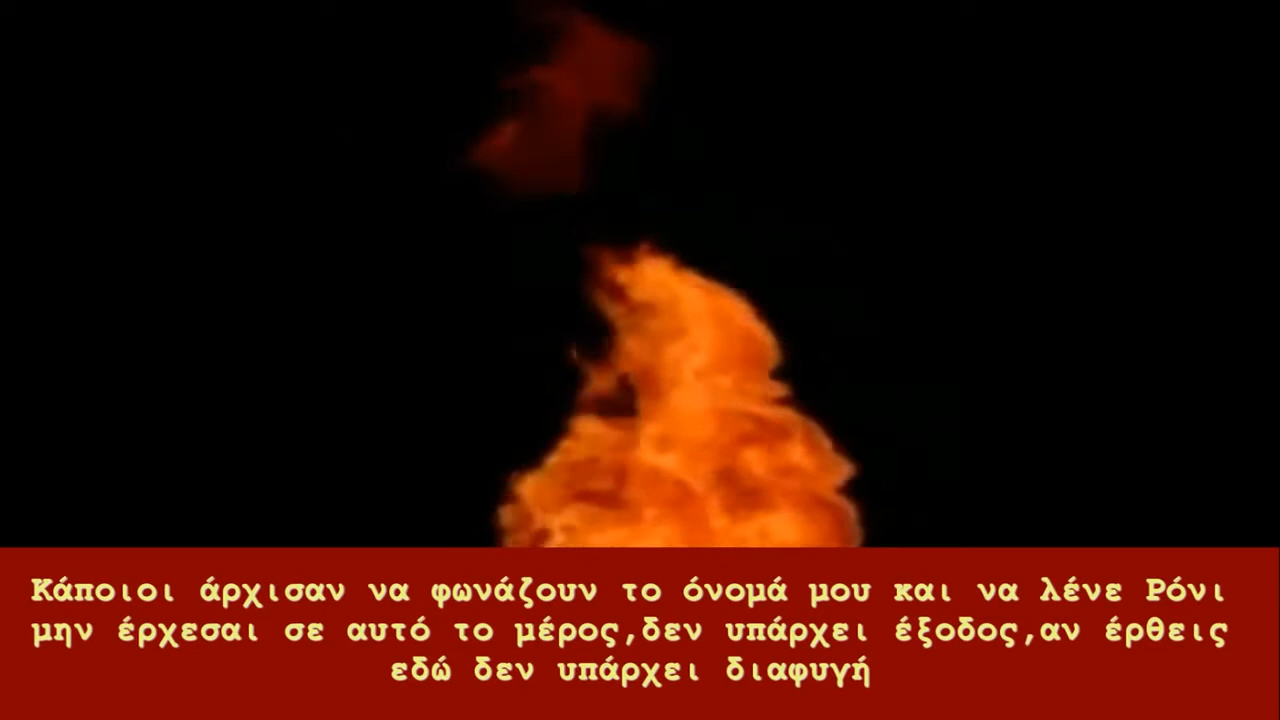 Κάποιοι άρχισαν να φωνάζουν το όνομά μου και να λένε Ρόνι
μην έρχεσαι σε αυτό το μέρος,δεν υπάρχει έξοδος,αν έρθεις
εδώ δεν υπάρχει διαφυγή